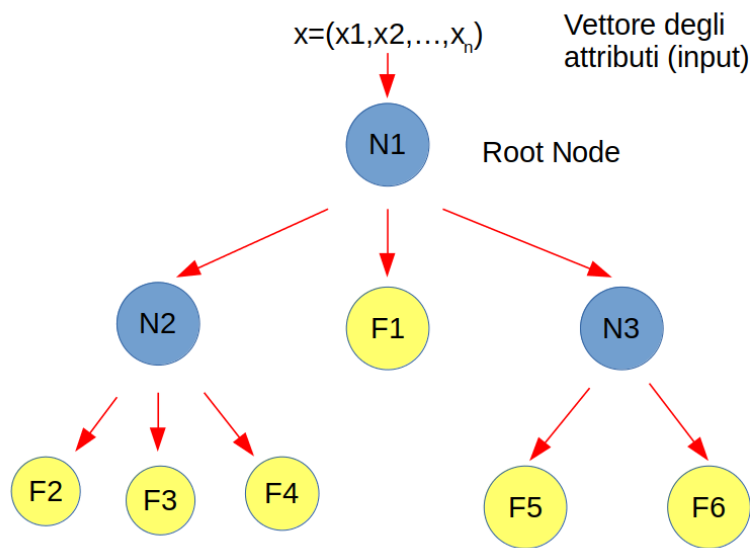 x=(x1,x2,...,xn)
Vettore degli
attributi (input)
N1
Root Node
N2
F1
N3
F2
F3
F4
F5
F6